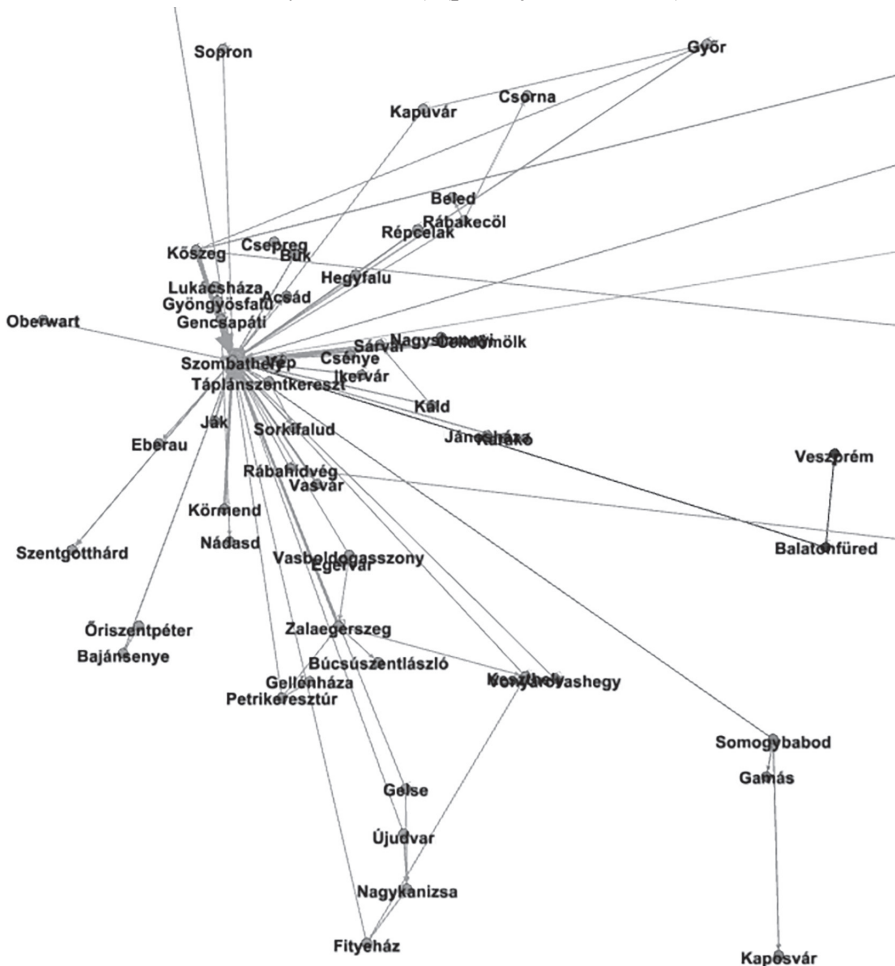 Sopron
Győr
Kapuvár
Csorna
Beled
Rábakecöl
Répcelak
Kőszeg
Csepreg
Bük
Hegyfalu
Lukácsháza
Acsád
Gyöngyösfalu
Gencsapáti
Oberwart
Sárvár
Csénye
Szombathely
Vép
Ikervár
Táplánszentkereszt
Káld
Ják
Sorkifalud
Jánosháza
Eberau
Veszprém
Rábahídvég
Vasvár
Körmend
Nádasd
Szentgotthárd
Balatonfüred
Vasboldogasszony
Egervár
Őriszentpéter
Zalaegerszeg
Bajánsenye
Búcsúszentlászló
Gellénháza
Petrikeresztúr
Somogybabod
Gamás
Gelse
Újudvar
Nagykanizsa
Fityeház
Kaposvár